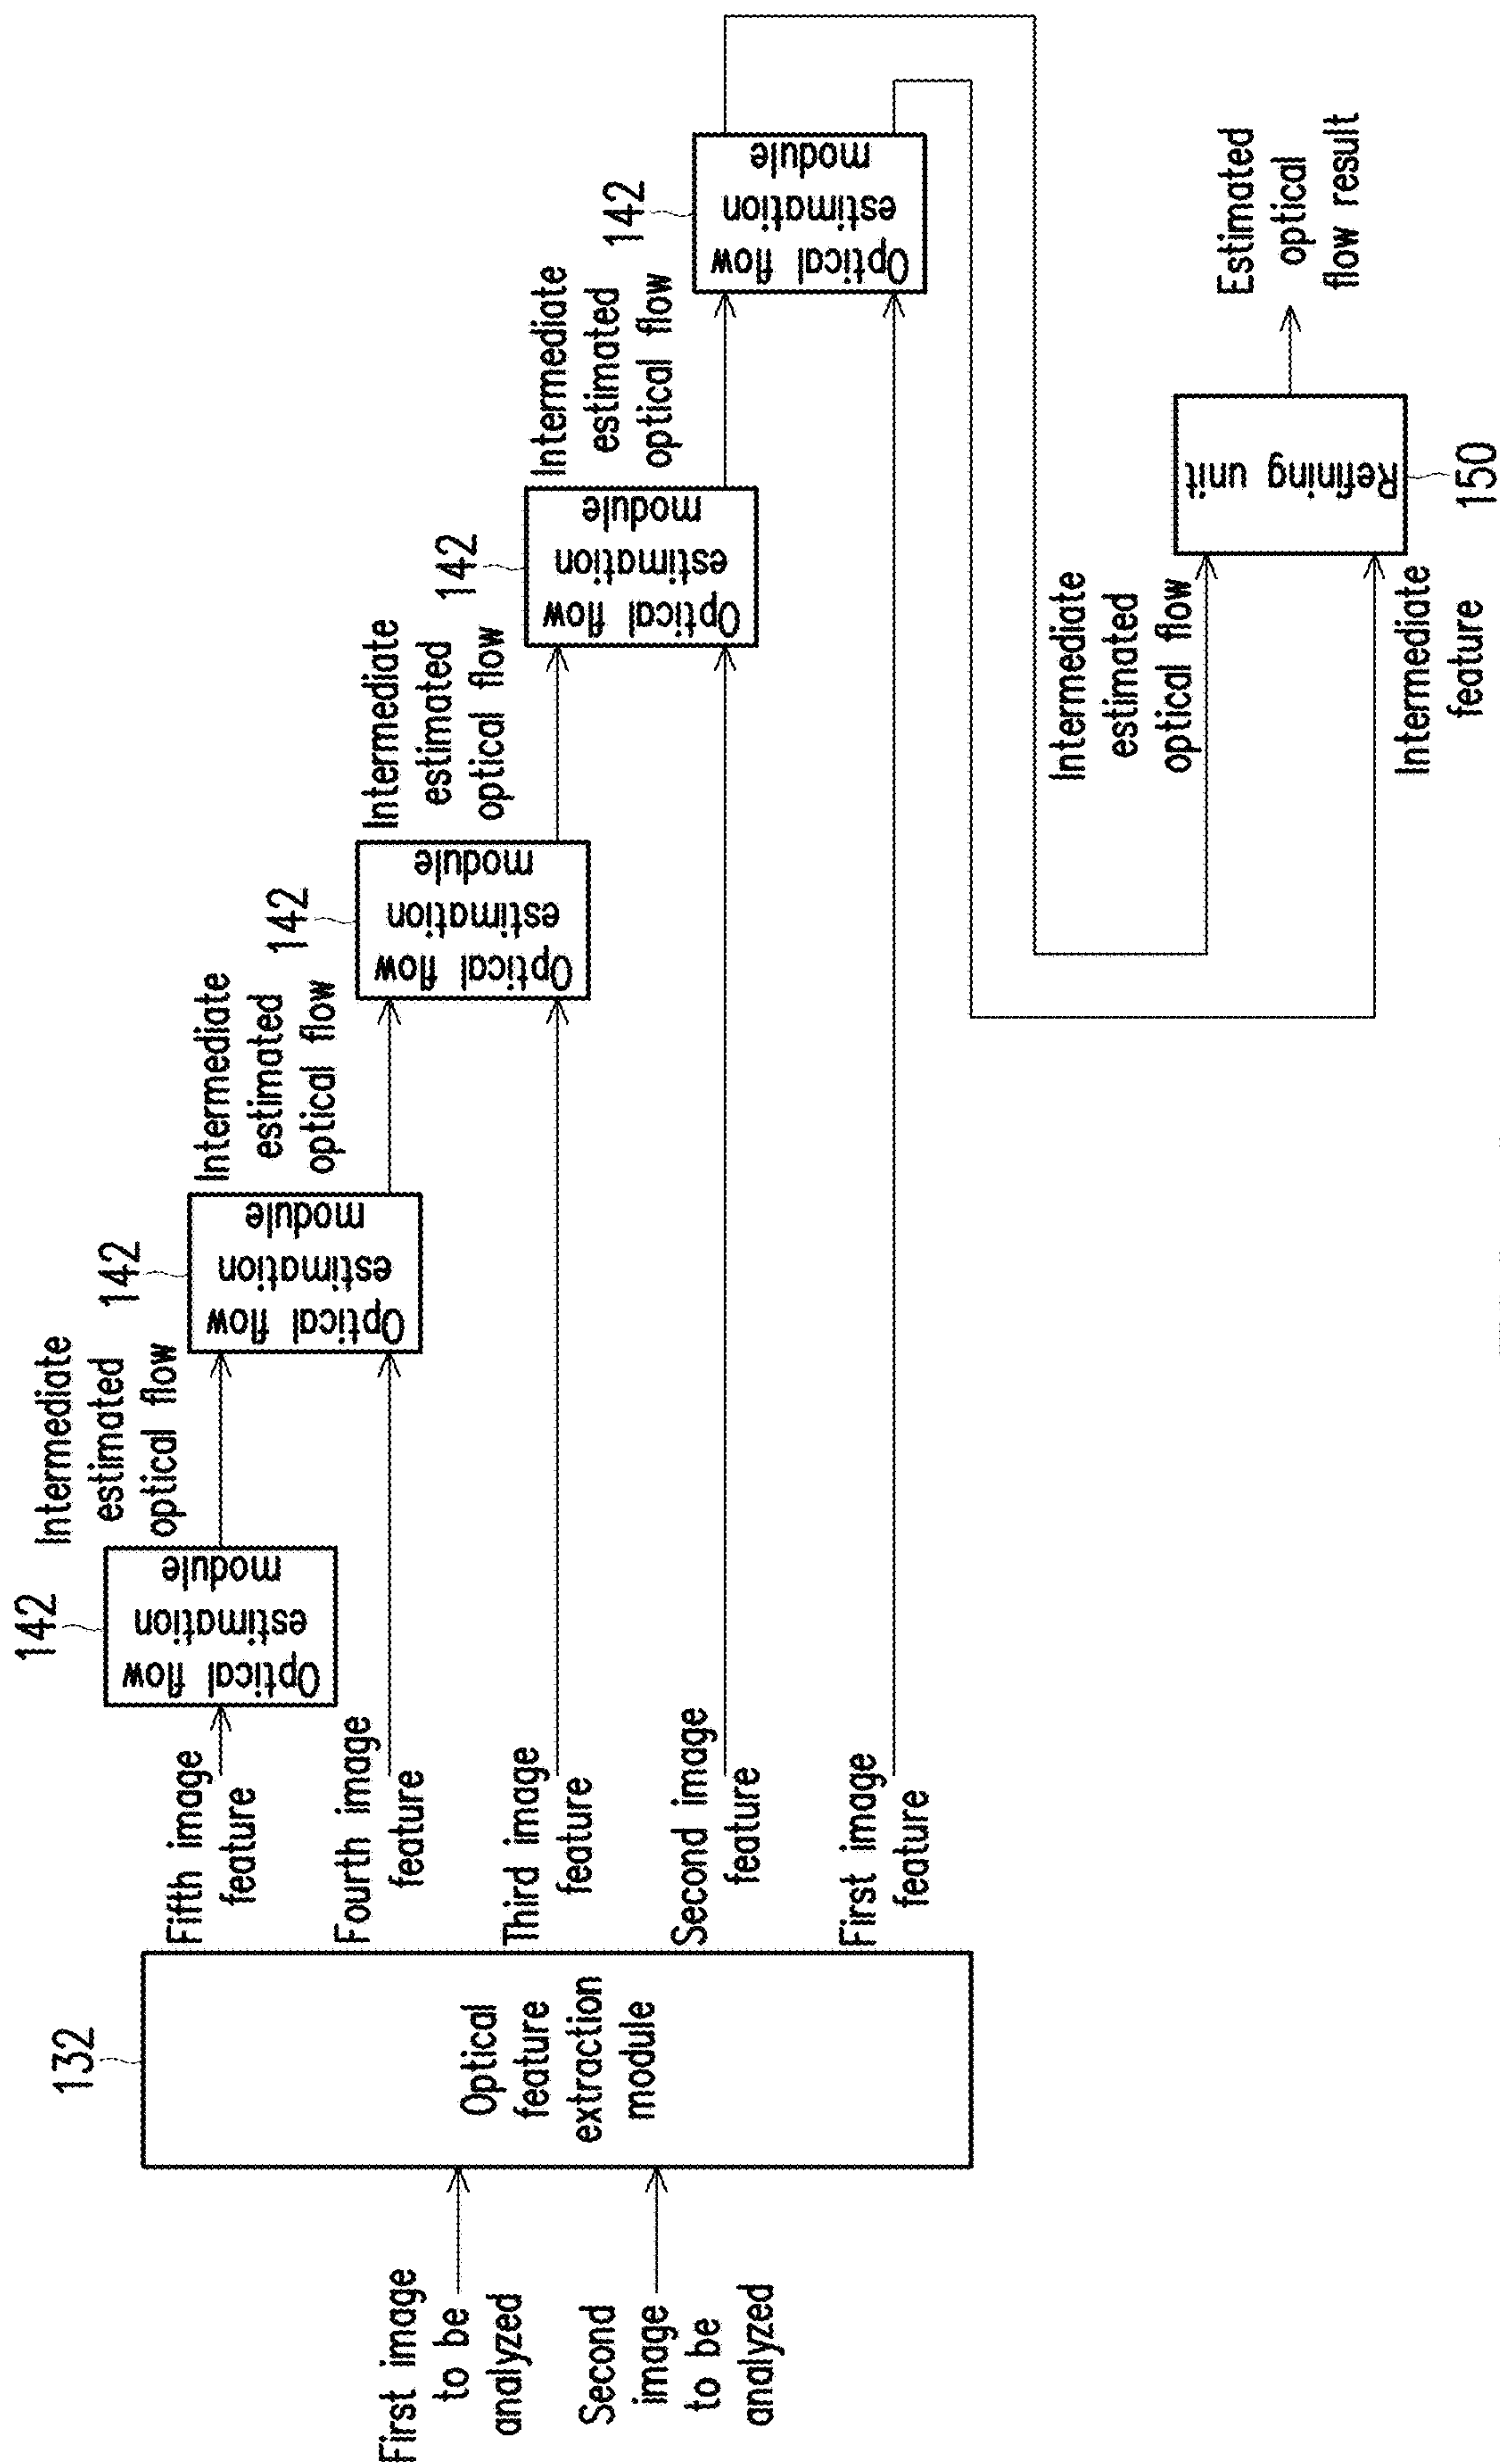 First image
to be
analyzed
Second
image
to be
analyzed
132
Optical
feature
extraction
module
Fifth image
feature
Fourth image
feature
Third image
feature
Second image
feature
First image
feature
142
Optical flow
estimation
module
Intermediate
estimated
optical flow
142
Optical flow
estimation
module
Intermediate
estimated
optical flow
142
Optical flow
estimation
module
Intermediate
estimated
optical flow
142
Optical flow
estimation
module
Intermediate
estimated
optical flow
142
Optical flow
estimation
module
Intermediate
estimated
optical flow
Intermediate
feature
Refining unit
150
Estimated
optical
flow result